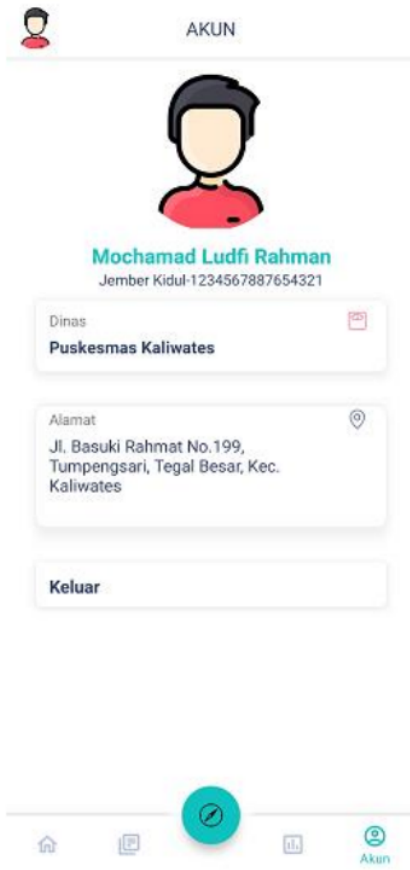 AKUN
Mochamad Ludfi Rahman
Jember Kidul-1234567887654321
Dinas
Puskesmas Kaliwates
Alamat
Jl. Basuki Rahmat No.199,
Tumpengsari, Tegal Besar, Kec.
Kaliwates
Keluar
Akun